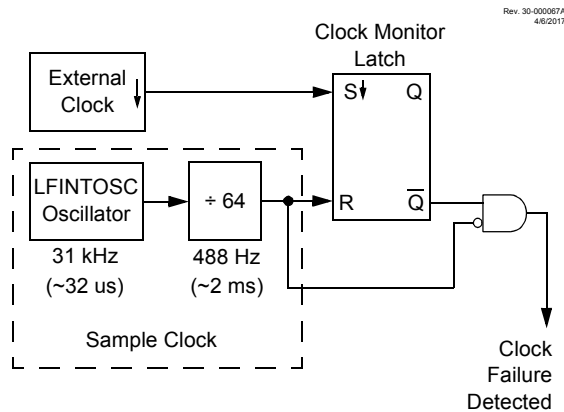 Rev. 30-000067A
4/6/2017
Clock Monitor
Latch
External
Clock
S
Q
LFINTOSC
Oscillator
÷ 64
R
Q̅
31 kHz
(~32 us)
488 Hz
(~2 ms)
Sample Clock
Clock
Failure
Detected